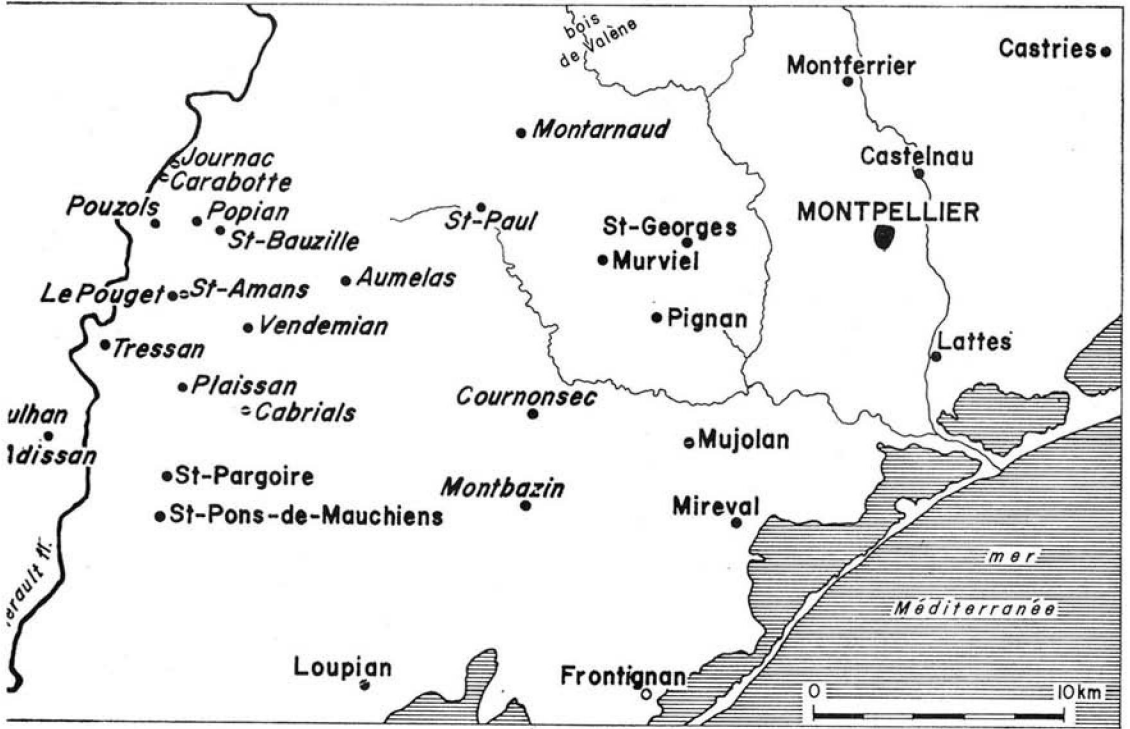 bois
de Valène
Castries
Montferrier
Montarnaud
Castelnau
Journac
Carabotte
Pouzols
Popian
St-Bauzille
St-Paul
St-Georges
MONTPELLIER
Murviel
Aumelas
Le Pouget
St-Amans
Vendemian
Pignan
Tressan
Lattes
Plaissan
Cabrials
Cournonsec
ulhan
Adissan
Mujolan
St-Pargoire
Montbazin
St-Pons-de-Mauchiens
Mireval
erault fl.
mer
Méditerranée
Loupian
Frontignan
0
10 km